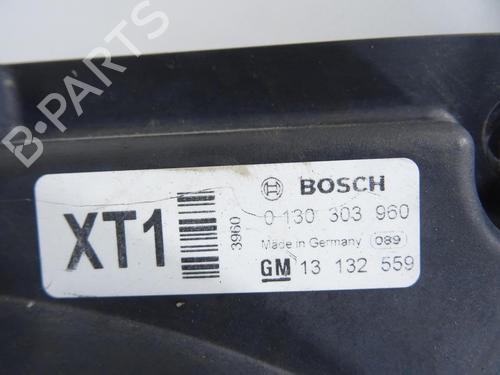 B-PARTS
XT1
3960
BOSCH
0 130 303 960
Made in Germany 089
GM 13 132 559